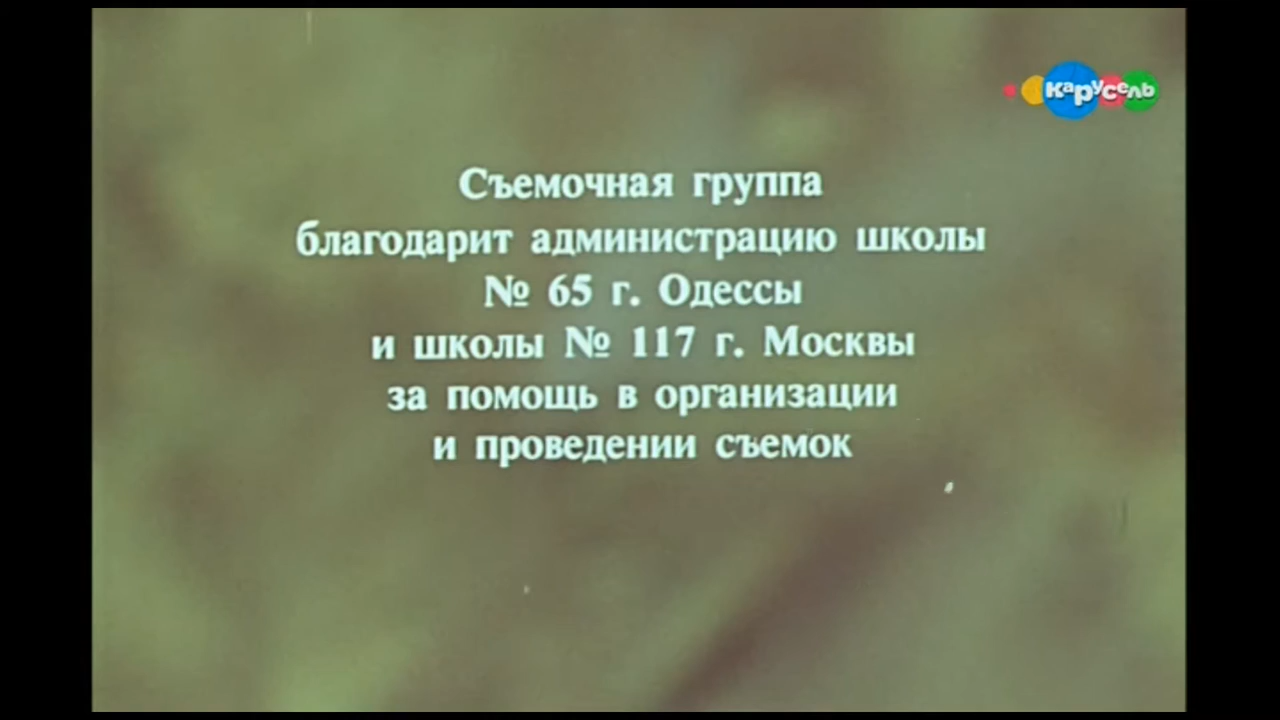 карусель
Съемочная группа
благодарит администрацию школы
№ 65 г. Одессы
и школы № 117 г. Москвы
за помощь в организации
и проведении съемок